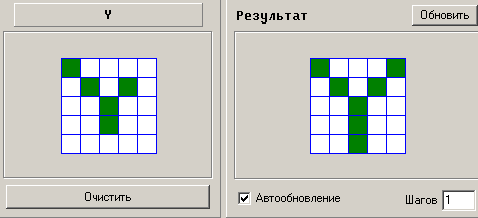 Y
Результат
Обновить
Очистить
Автообновление
Шагов 1